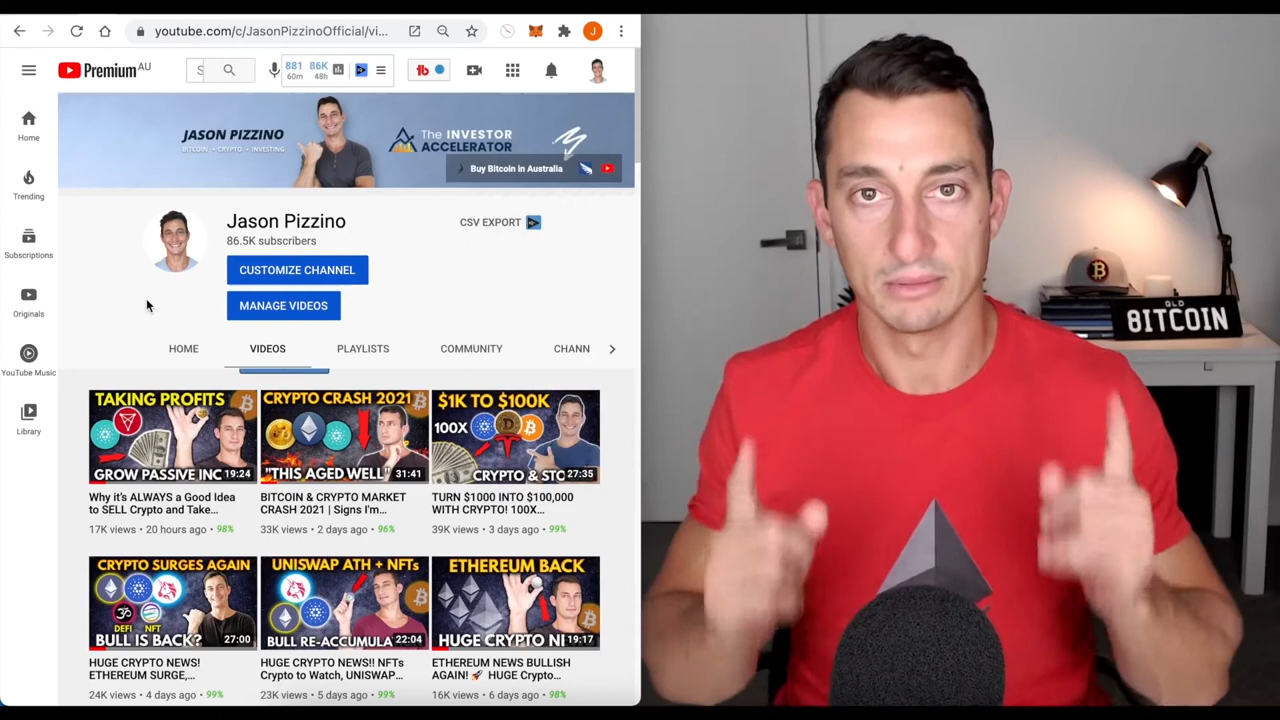 youtube.com/c/JasonPizzinoOfficial/vi...
J
Premium AU
S
881 86K
60m 48h
tb
JASON PIZZINO
BITCOIN • CRYPTO • INVESTING
The INVESTOR
ACCELERATOR
Buy Bitcoin in Australia
Home
Trending
Subscriptions
Originals
YouTube Music
Library
Jason Pizzino
86.5K subscribers
CSV EXPORT
CUSTOMIZE CHANNEL
MANAGE VIDEOS
HOME VIDEOS PLAYLISTS COMMUNITY CHANN
TAKING PROFITS
GROW PASSIVE INC
19:24
CRYPTO CRASH 2021
"THIS AGED WELL"
31:41
$1K TO $100K
100X
CRYPTO & STO
27:35
Why it's ALWAYS a Good Idea
to SELL Crypto and Take...
17K views • 20 hours ago • 98%
BITCOIN & CRYPTO MARKET
CRASH 2021 | Signs I'm...
33K views • 2 days ago • 96%
TURN $1000 INTO $100,000
WITH CRYPTO! 100X...
39K views • 3 days ago • 99%
CRYPTO SURGES AGAIN
DEFI NFT
BULL IS BACK?
27:00
UNISWAP ATH + NFTs
BULL RE-ACCUMULA
22:04
ETHEREUM BACK
HUGE CRYPTO NE
19:17
HUGE CRYPTO NEWS!
ETHEREUM SURGE,...
24K views • 4 days ago • 99%
HUGE CRYPTO NEWS!! NFTs
Crypto to Watch, UNISWAP...
23K views • 5 days ago • 99%
ETHEREUM NEWS BULLISH
AGAIN! 🚀 HUGE Crypto...
16K views • 6 days ago • 98%
QLD
BITCOIN